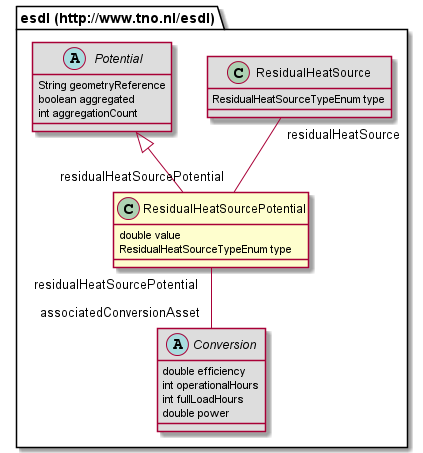 esdl (http://www.tno.nl/esdl)
A Potential
String geometryReference
boolean aggregated
int aggregationCount
C ResidualHeatSource
ResidualHeatSourceTypeEnum type
residualHeatSource
residualHeatSourcePotential
C ResidualHeatSourcePotential
double value
ResidualHeatSourceTypeEnum type
residualHeatSourcePotential
associatedConversionAsset
A Conversion
double efficiency
int operationalHours
int fullLoadHours
double power